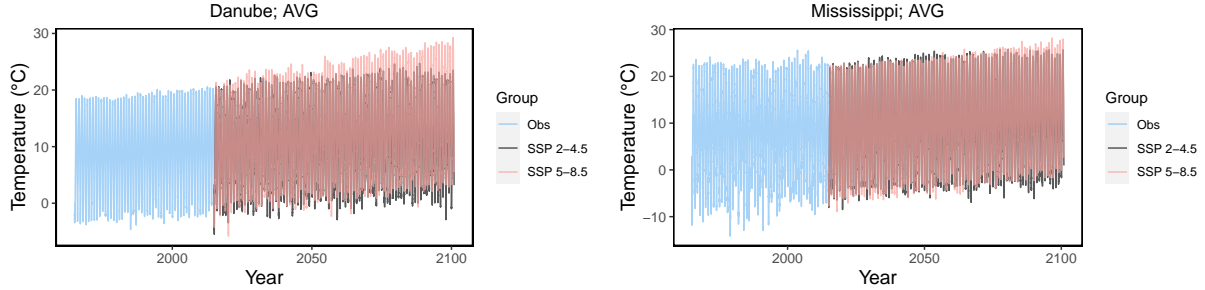 Danube; AVG
30
20
10
0
Temperature (°C)
2000
2050
2100
Year
Group
Obs
SSP 2−4.5
SSP 5−8.5
Mississippi; AVG
30
20
10
0
−10
Temperature (°C)
2000
2050
2100
Year
Group
Obs
SSP 2−4.5
SSP 5−8.5